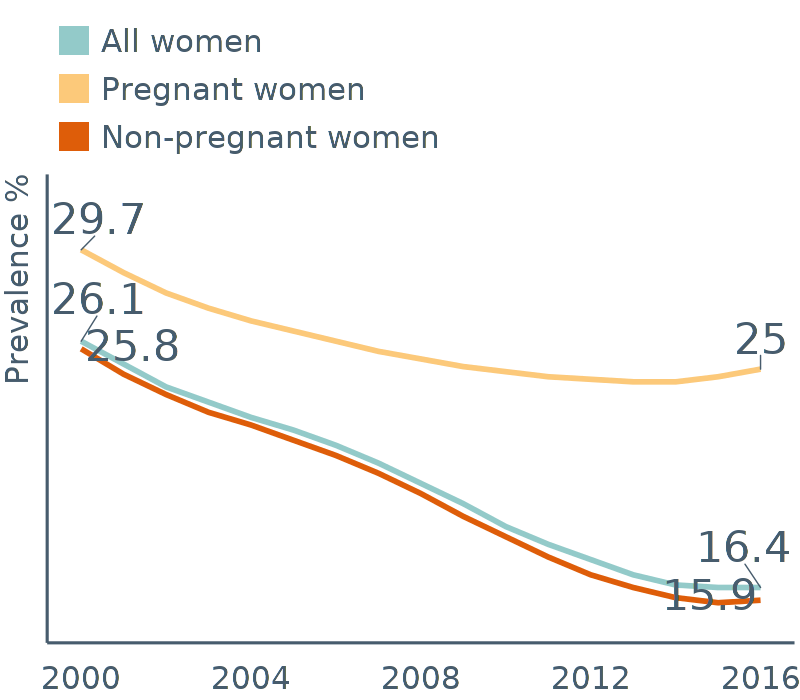 All women
Pregnant women
Non-pregnant women
Prevalence %
29.7
26.1
25.8
25
16.4
15.9
2000 2004 2008 2012 2016